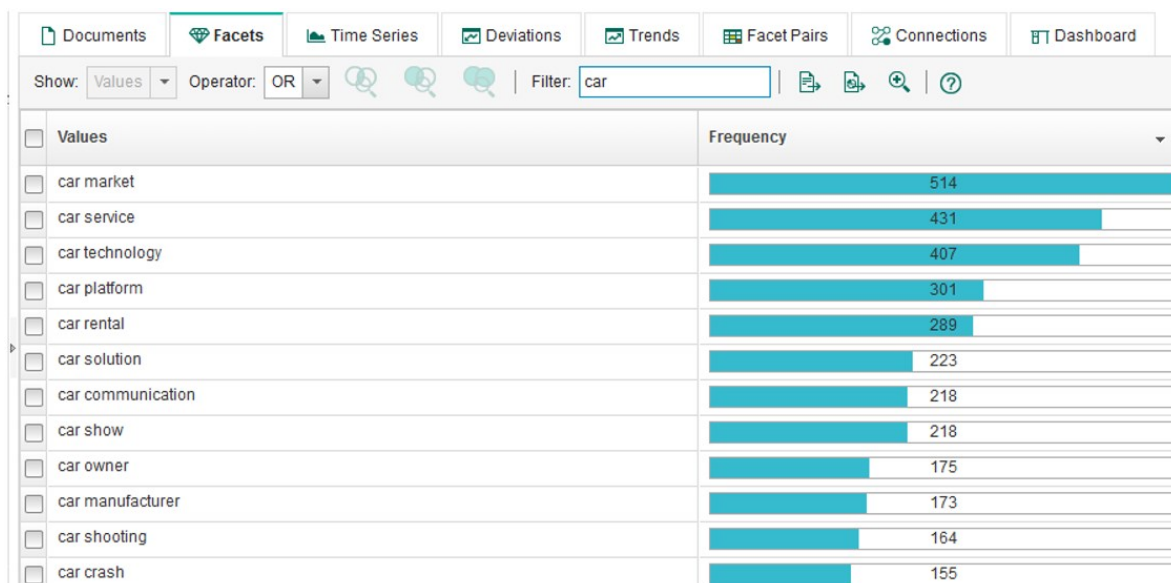 Documents Facets Time Series Deviations Trends Facet Pairs Connections Dashboard
Show: Values Operator: OR Filter: car
Values Frequency
car market 514
car service 431
car technology 407
car platform 301
car rental 289
car solution 223
car communication 218
car show 218
car owner 175
car manufacturer 173
car shooting 164
car crash 155